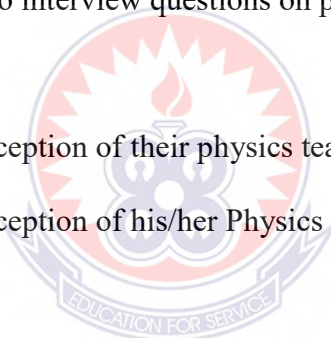 o interview questions on p
ception of their physics tea
ception of his/her Physics
EDUCATION FOR SERVICE